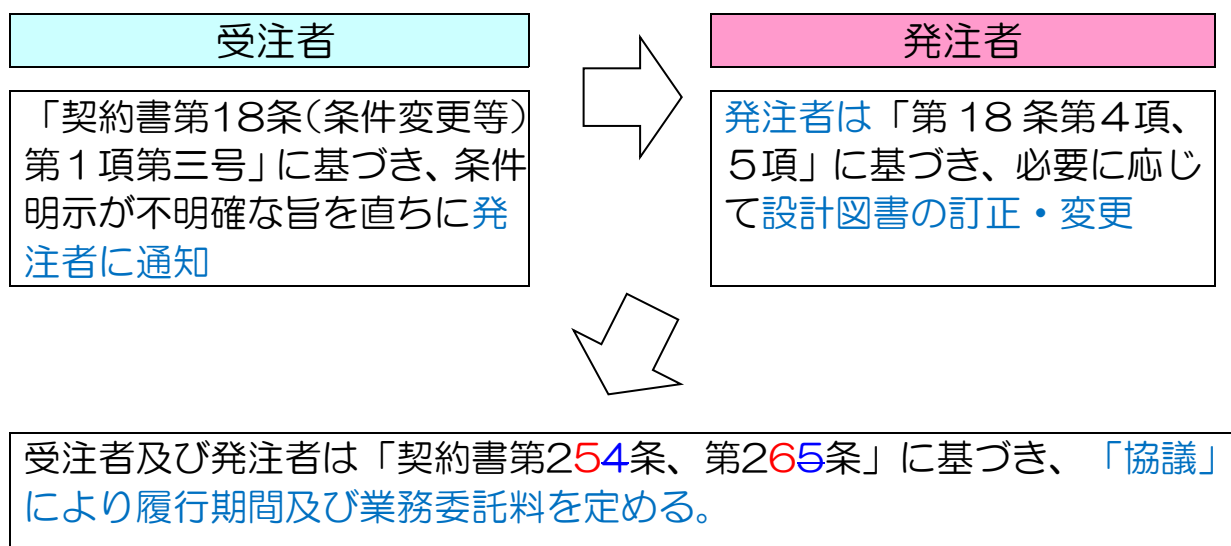 受注者
発注者
「契約書第18条(条件変更等)
第1項第三号」に基づき、条件
明示が不明確な旨を直ちに発
注者に通知
発注者は「第18条第4項、
5項」に基づき、必要に応じ
て設計図書の訂正・変更
受注者及び発注者は「契約書第254条、第265条」に基づき、「協議」
により履行期間及び業務委託料を定める。